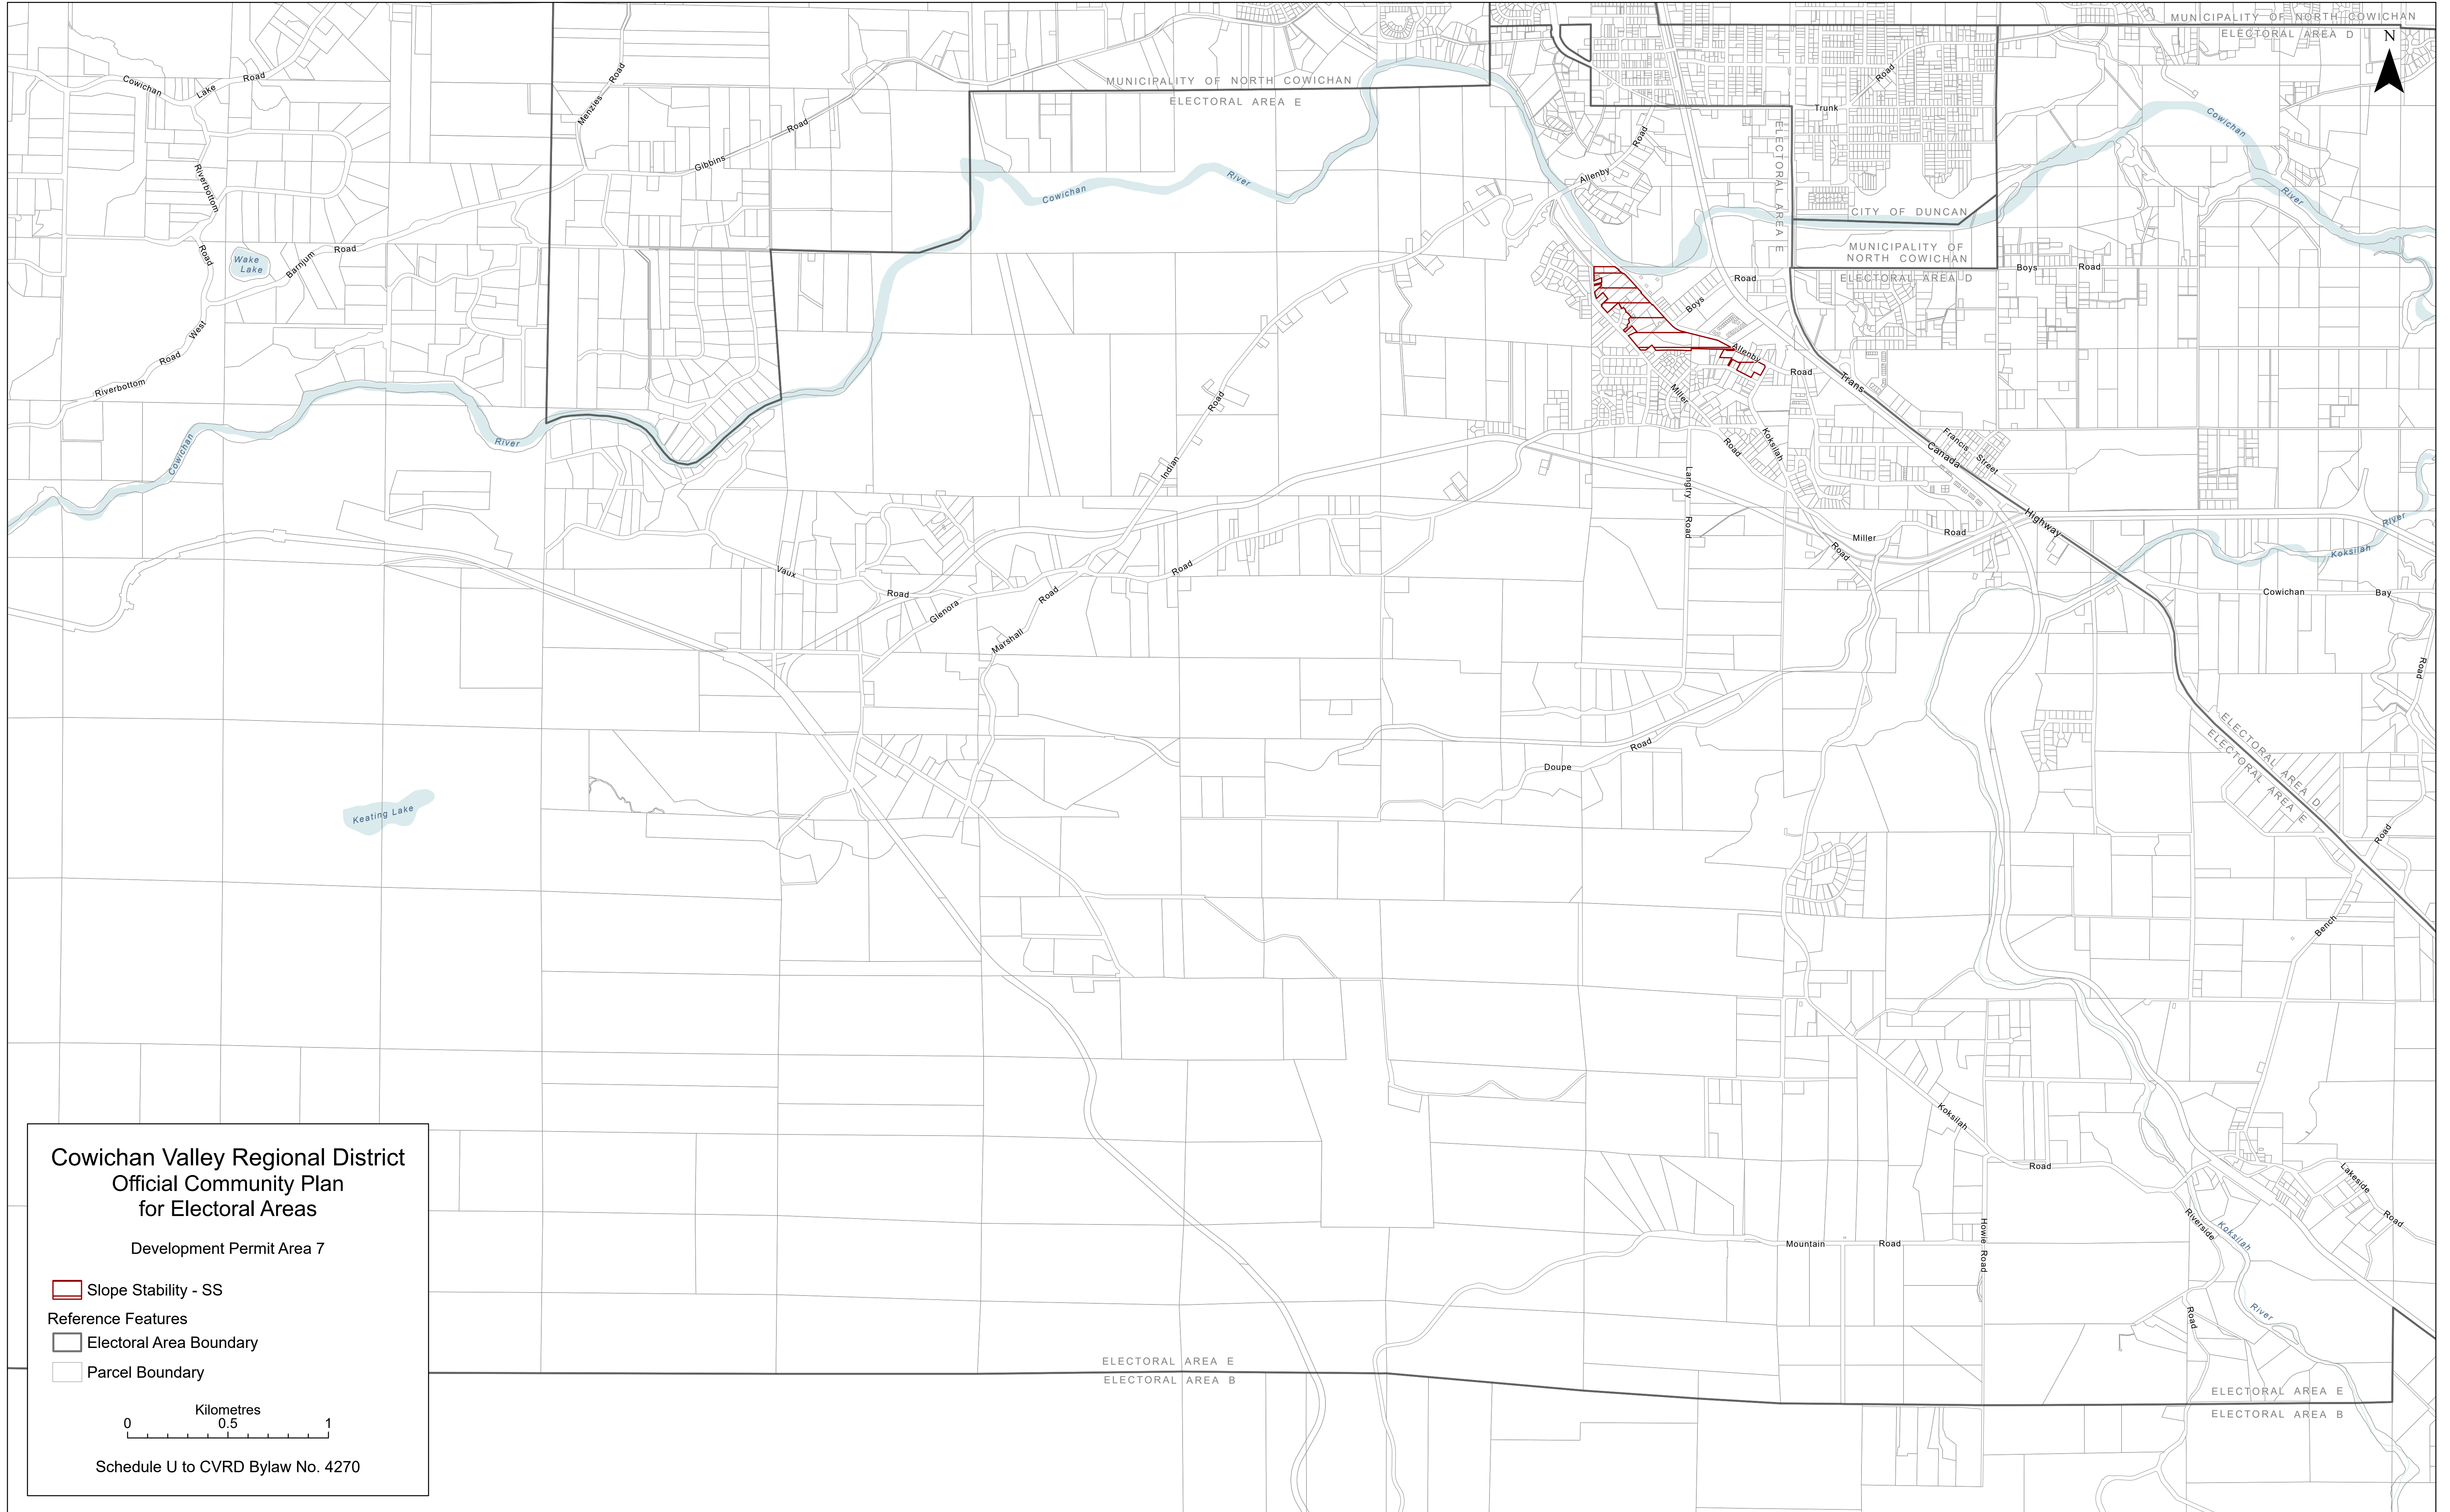 MUNICIPALITY OF NORTH COWICHAN
ELECTORAL AREA D
N
Cowichan
Lake
Road
Menzies
Road
MUNICIPALITY OF NORTH COWICHAN
ELECTORAL AREA E
Gibbins
Road
Riverbottom
Road
West
Road
Riverbottom
Wake
Lake
Barnjum
Road
Cowichan
River
Cowichan
River
Trunk
Road
Allenby
Road
ELECTORAL AREA E
CITY OF DUNCAN
MUNICIPALITY OF
NORTH COWICHAN
ELECTORAL AREA D
Cowichan
River
Boys
Road
Boys
Road
Allenby
Road
Miller
Road
Koksilah
Road
Trans
Canada
Highway
Francis
Street
Langtry
Road
Miller
Road
Indian
Road
Vaux
Road
Glenora
Road
Marshall
Road
Koksilah
River
Cowichan
Bay
Road
Doupe
Road
ELECTORAL AREA D
ELECTORAL AREA E
Keating Lake
Bench
Road
Koksilah
Road
Howie Road
Mountain
Road
Lakeside
Road
Riverside
Road
Koksilah
River
ELECTORAL AREA E
ELECTORAL AREA B
ELECTORAL AREA E
ELECTORAL AREA B
Cowichan Valley Regional District
Official Community Plan
for Electoral Areas
Development Permit Area 7
Slope Stability - SS
Reference Features
Electoral Area Boundary
Parcel Boundary
Kilometres
0 0.5 1
Schedule U to CVRD Bylaw No. 4270